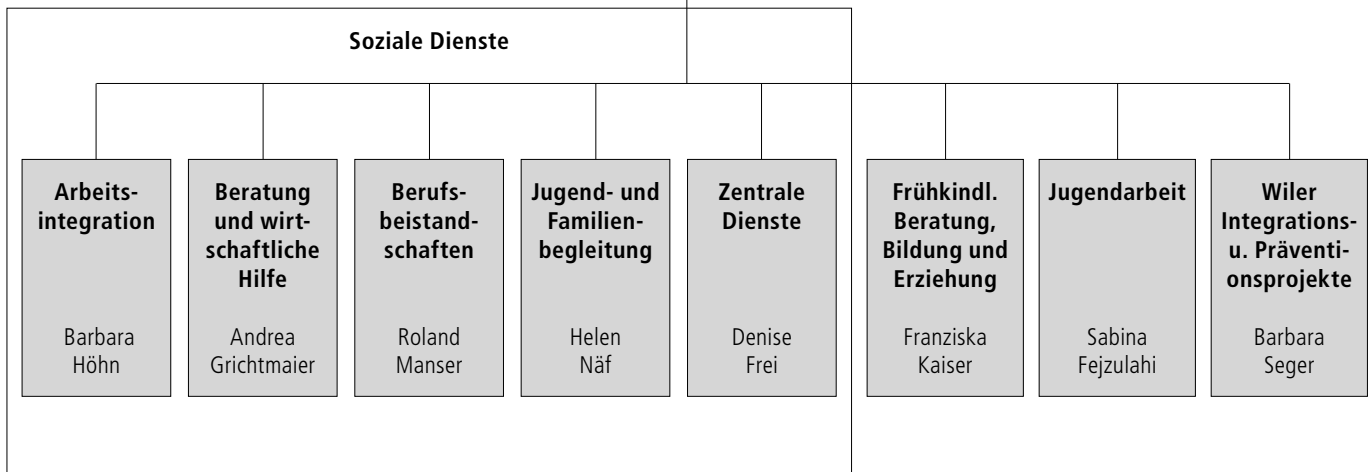 Soziale Dienste
Arbeits-
integration
Barbara
Höhn
Beratung
und wirt-
schaftliche
Hilfe
Andrea
Grichtmaier
Berufs-
beistand-
schaften
Roland
Manser
Jugend- und
Familien-
begleitung
Helen
Näf
Zentrale
Dienste
Denise
Frei
Frühkindl.
Beratung,
Bildung und
Erziehung
Franziska
Kaiser
Jugendarbeit
Sabina
Fejzulahi
Wiler
Integrations-
u. Präventi-
onsprojekte
Barbara
Seger